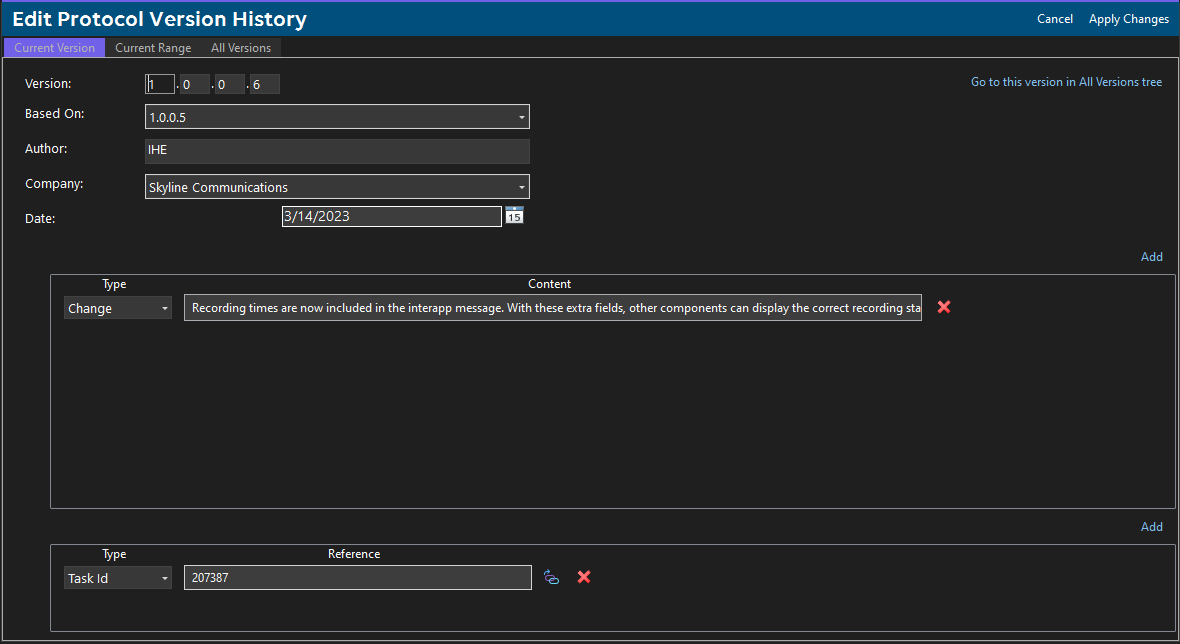 Edit Protocol Version History
Cancel Apply Changes
Current Version Current Range All Versions
Version: 1 . 0 . 0 . 6 Go to this version in All Versions tree
Based On: 1.0.0.5
Author: IHE
Company: Skyline Communications
Date: 3/14/2023 15
Add
Type Content
Change Recording times are now included in the interapp message. With these extra fields, other components can display the correct recording sta
Add
Type Reference
Task Id 207387